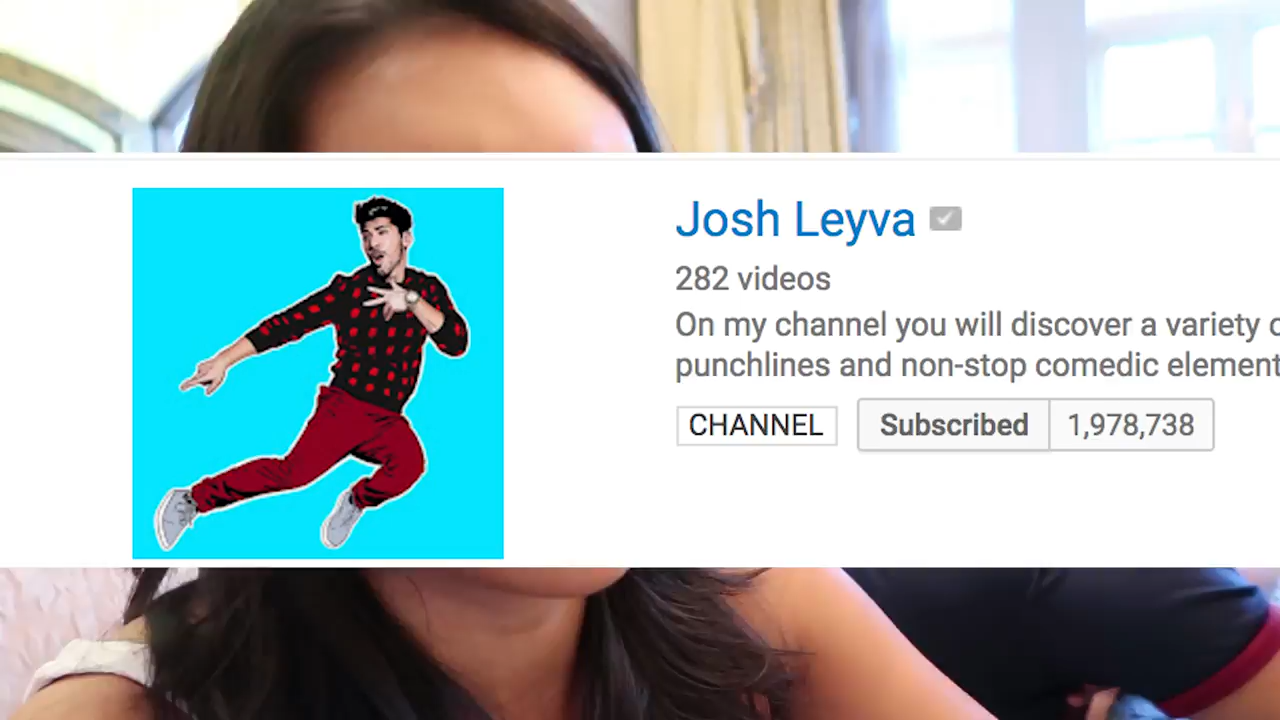 Josh Leyva
282 videos
On my channel you will discover a variety
punchlines and non-stop comedic element
CHANNEL
Subscribed
1,978,738